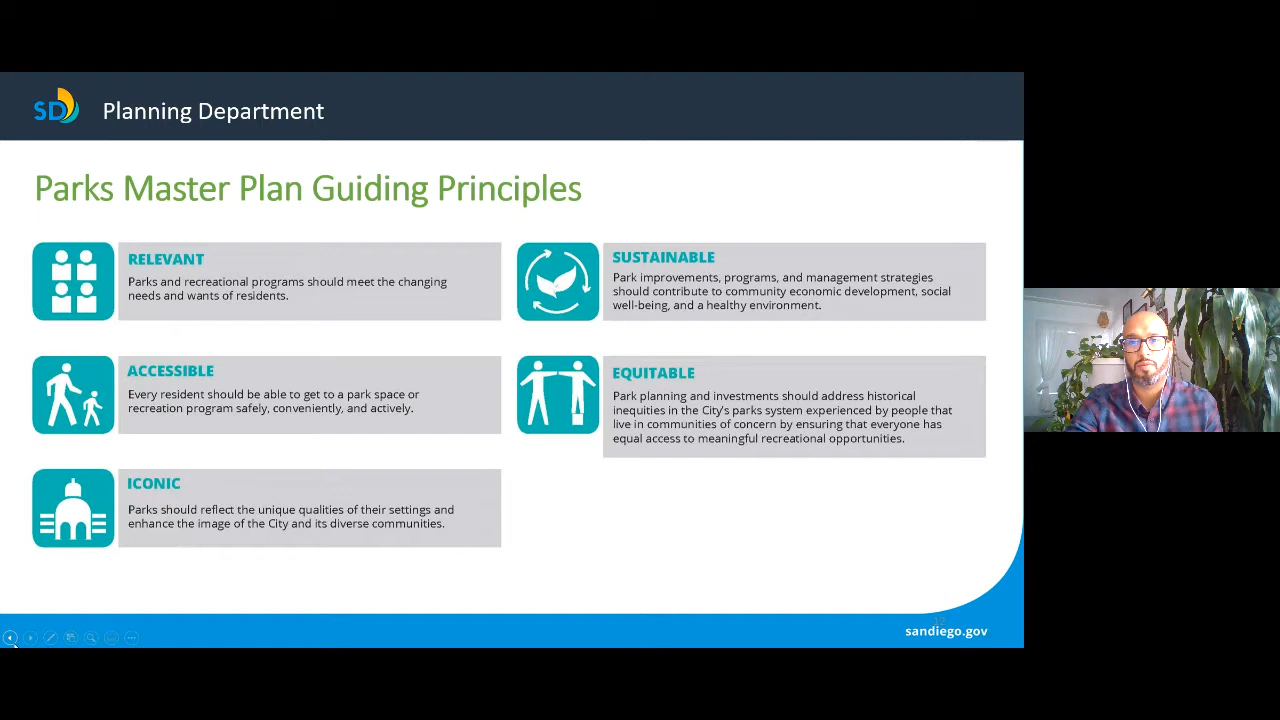 SD
Planning Department
Parks Master Plan Guiding Principles
RELEVANT
Parks and recreational programs should meet the changing
needs and wants of residents.
ACCESSIBLE
Every resident should be able to get to a park space or
recreation program safely, conveniently, and actively.
ICONIC
Parks should reflect the unique qualities of their settings and
enhance the image of the City and its diverse communities.
SUSTAINABLE
Park improvements, programs, and management strategies
should contribute to community economic development, social
well-being, and a healthy environment.
EQUITABLE
Park planning and investments should address historical
inequities in the City's parks system experienced by people that
live in communities of concern by ensuring that everyone has
equal access to meaningful recreational opportunities.
12
sandiego.gov